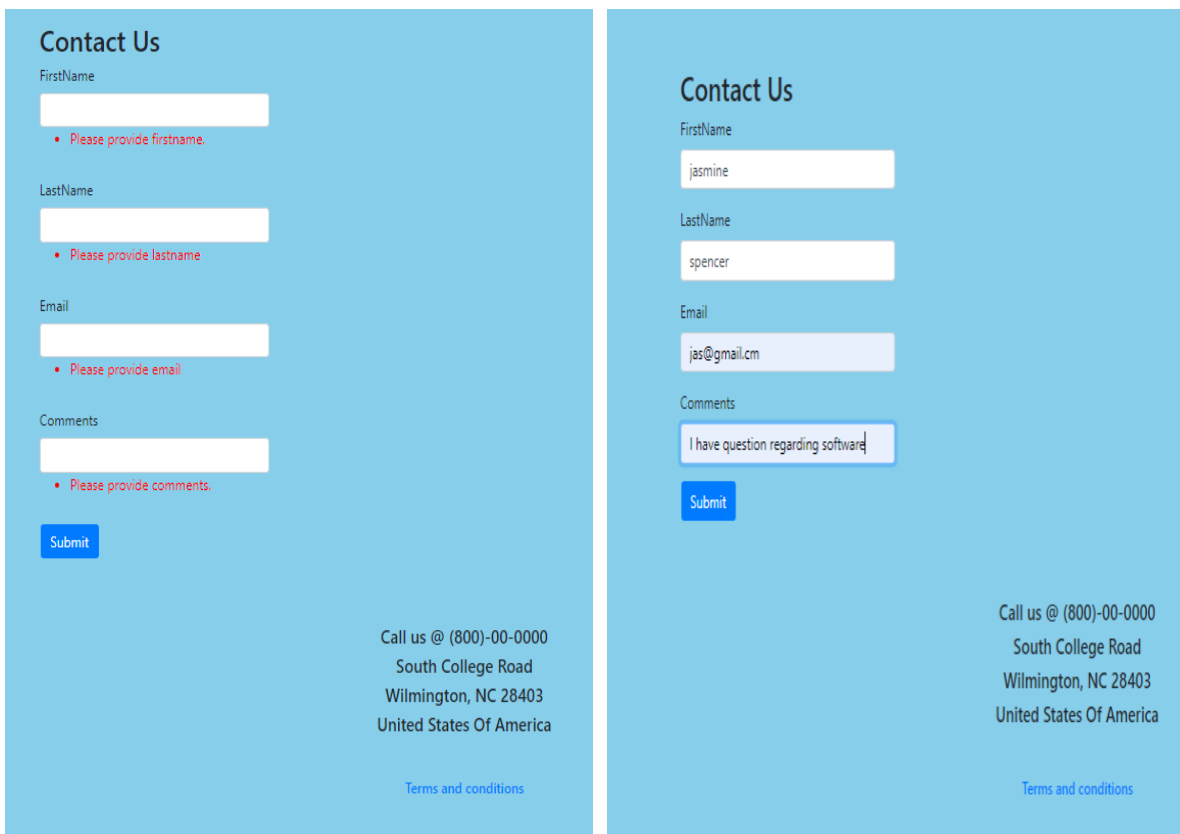 Contact Us
FirstName
Please provide firstname.
LastName
Please provide lastname
Email
Please provide email
Comments
Please provide comments.
Submit
Call us @ (800)-00-0000
South College Road
Wilmington, NC 28403
United States Of America
Terms and conditions
Contact Us
FirstName
jasmine
LastName
spencer
Email
jas@gmail.cm
Comments
I have question regarding software
Submit
Call us @ (800)-00-0000
South College Road
Wilmington, NC 28403
United States Of America
Terms and conditions